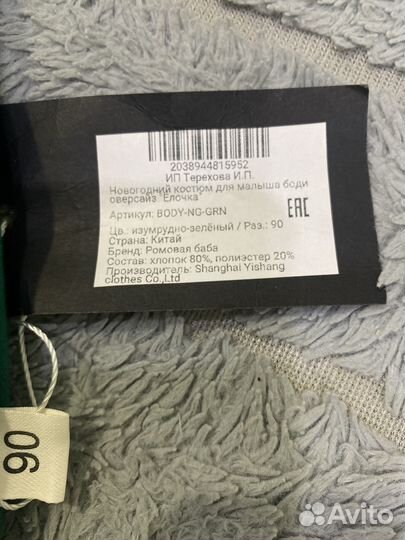 2038944815952
ИП Терехова И.П.
Новогодний костюм для малыша боди
оверсайз "Ёлочка"
Артикул: BODY-NG-GRN
EAC
Цв.: изумрудно-зелёный / Раз.: 90
Страна: Китай
Бренд: Ромовая баба
Состав: хлопок 80%, полиэстер 20%
Производитель: Shanghai Yishang
clothes Co.,Ltd
90
Avito